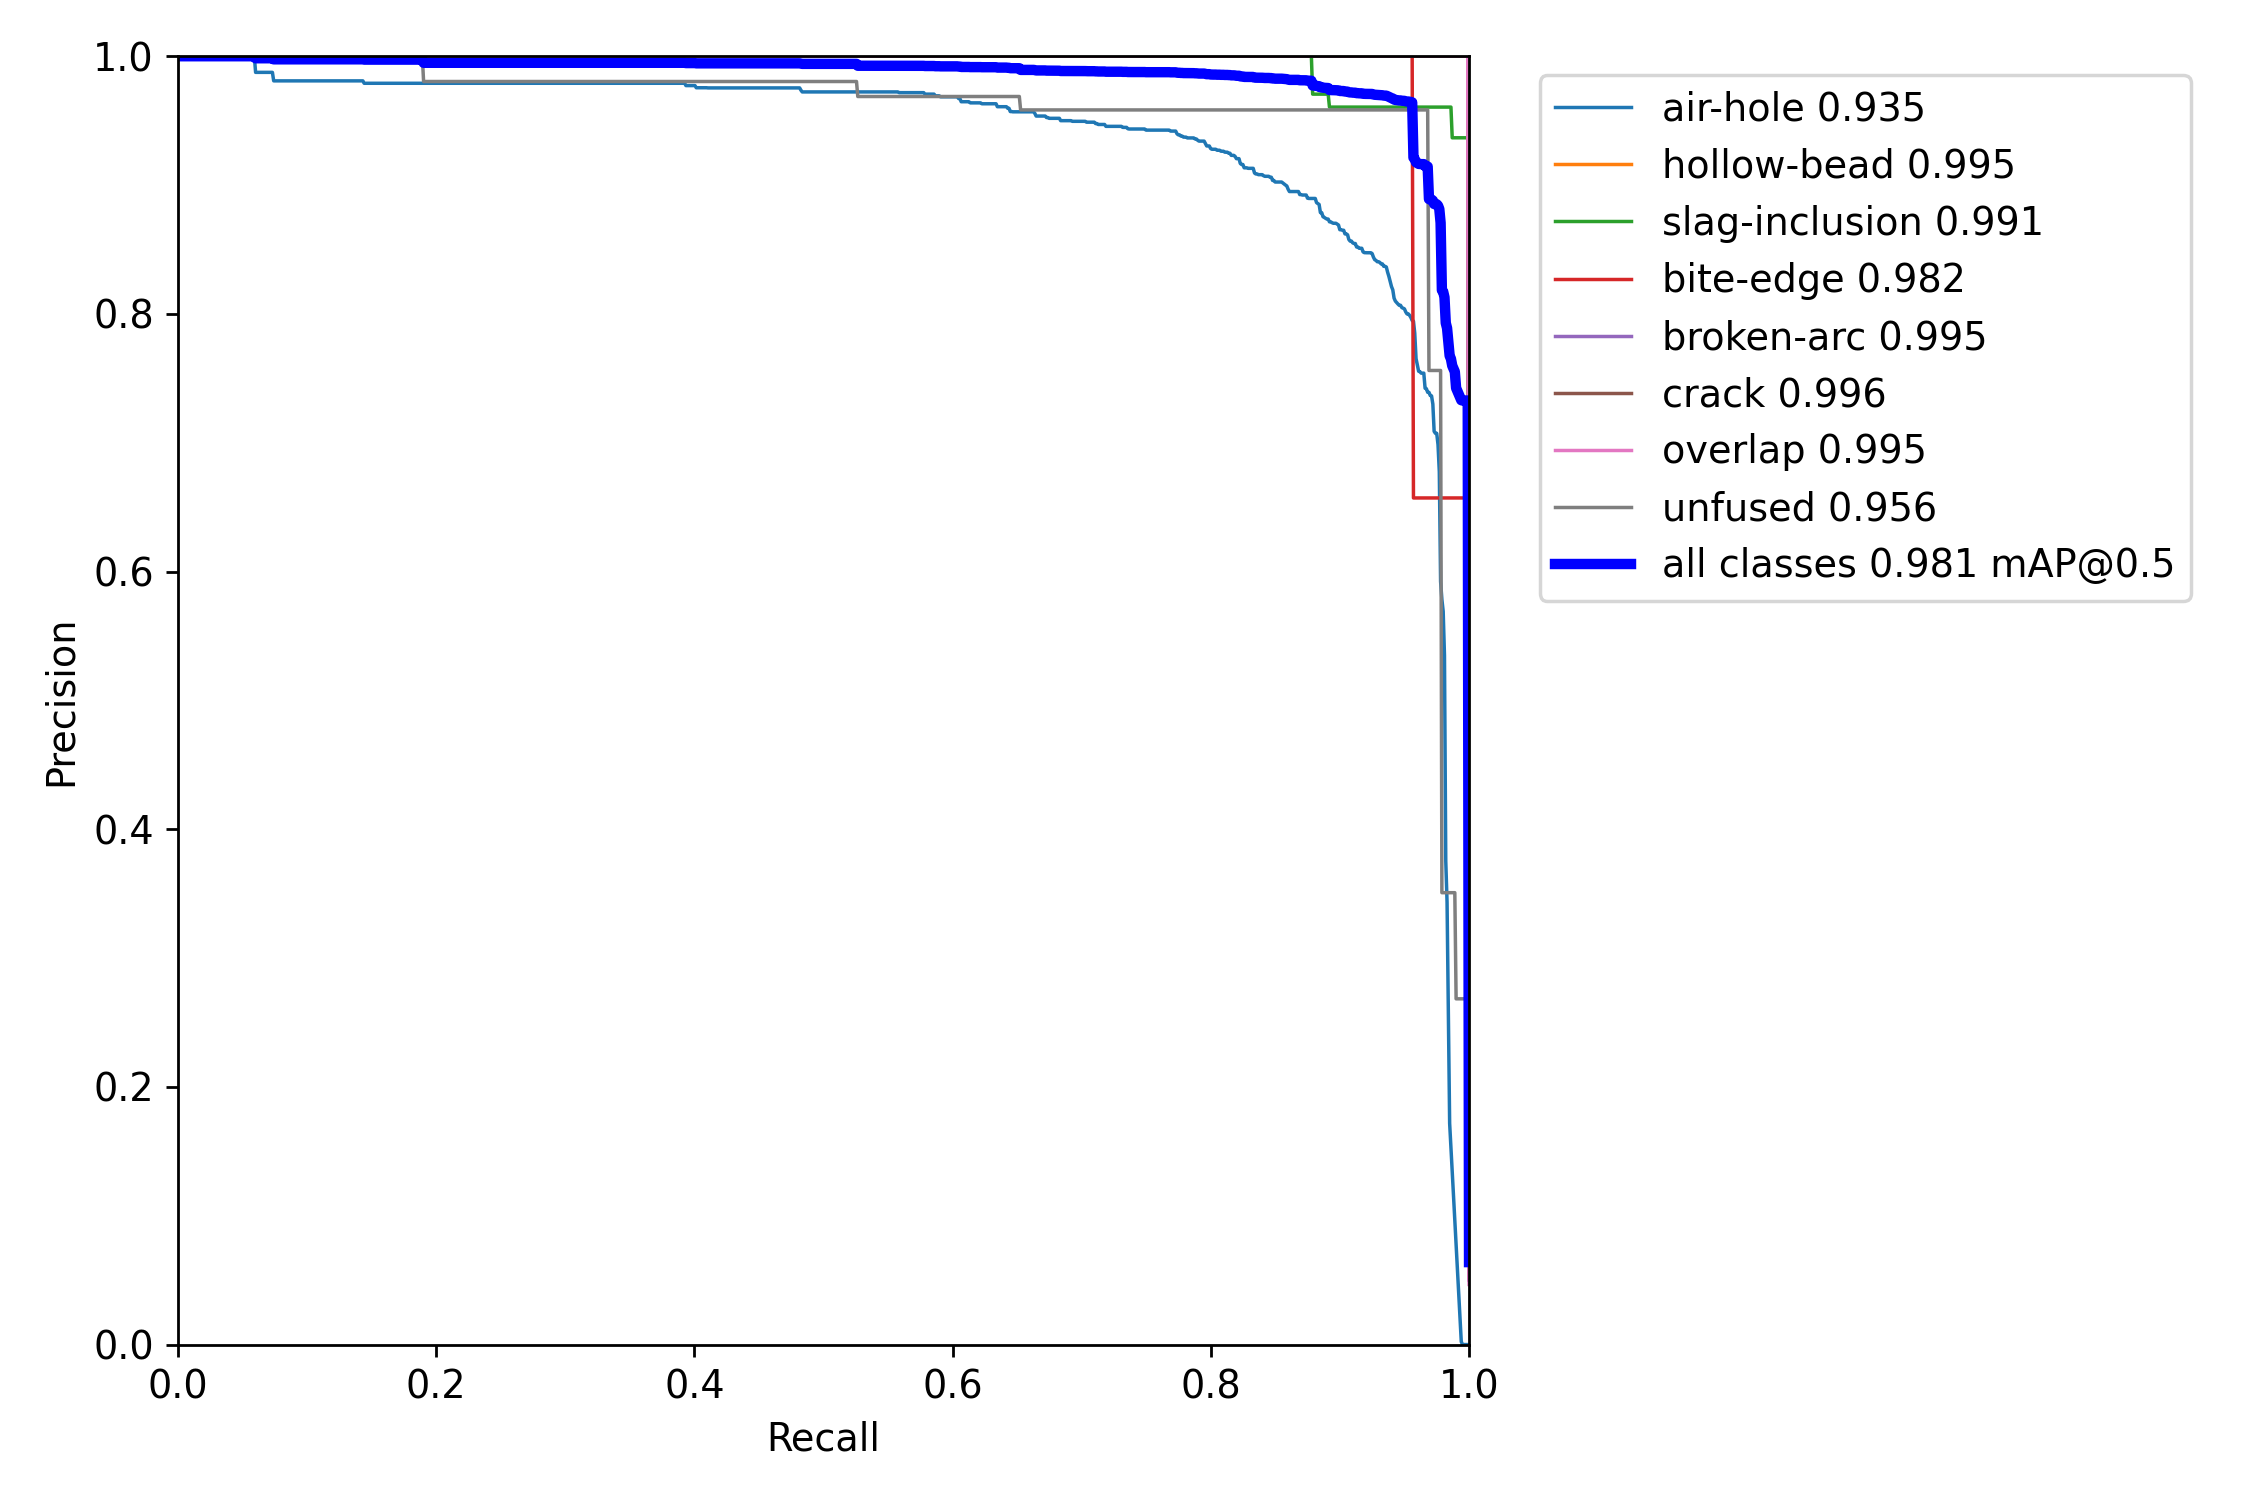 1.0
0.8
0.6
0.4
0.2
0.0
Precision
0.0 0.2 0.4 0.6 0.8 1.0
Recall
air-hole 0.935
hollow-bead 0.995
slag-inclusion 0.991
bite-edge 0.982
broken-arc 0.995
crack 0.996
overlap 0.995
unfused 0.956
all classes 0.981 mAP@0.5